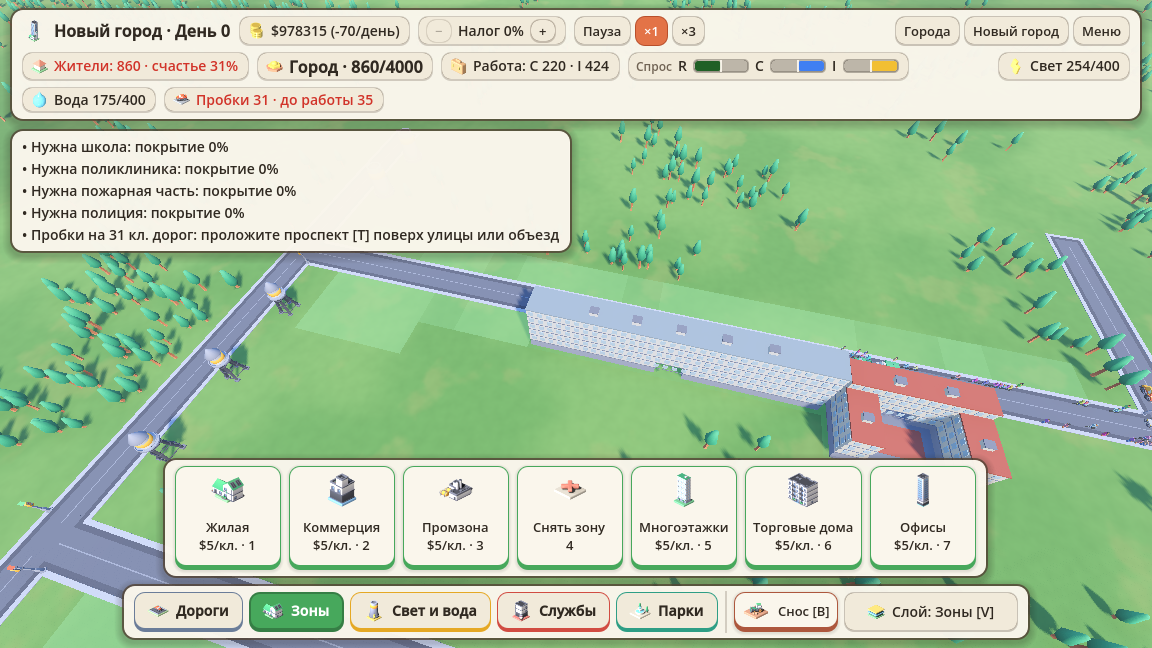 Новый город · День 0
$978315 (-70/день)
− Налог 0% +
Пауза
×1
×3
Города
Новый город
Меню
Жители: 860 · счастье 31%
Город · 860/4000
Работа: C 220 · I 424
Спрос R C I
Свет 254/400
Вода 175/400
Пробки 31 · до работы 35
• Нужна школа: покрытие 0%
• Нужна поликлиника: покрытие 0%
• Нужна пожарная часть: покрытие 0%
• Нужна полиция: покрытие 0%
• Пробки на 31 кл. дорог: проложите проспект [T] поверх улицы или объезд
Жилая
$5/кл. · 1
Коммерция
$5/кл. · 2
Промзона
$5/кл. · 3
Снять зону
4
Многоэтажки
$5/кл. · 5
Торговые дома
$5/кл. · 6
Офисы
$5/кл. · 7
Дороги
Зоны
Свет и вода
Службы
Парки
Снос [B]
Слой: Зоны [V]